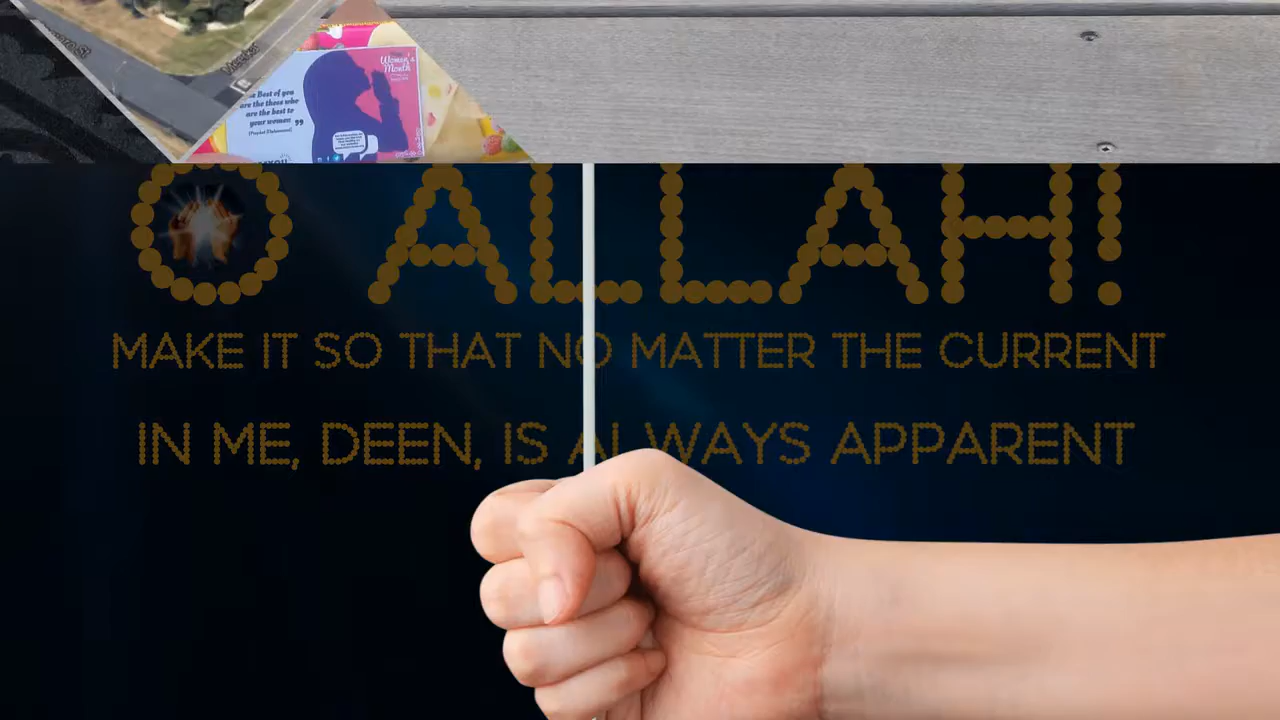 Women's
Month
Best of you
are the those who
are the best to
your women ”
O ALLAH!
MAKE IT SO THAT NO MATTER THE CURRENT
IN ME, DEEN, IS ALWAYS APPARENT